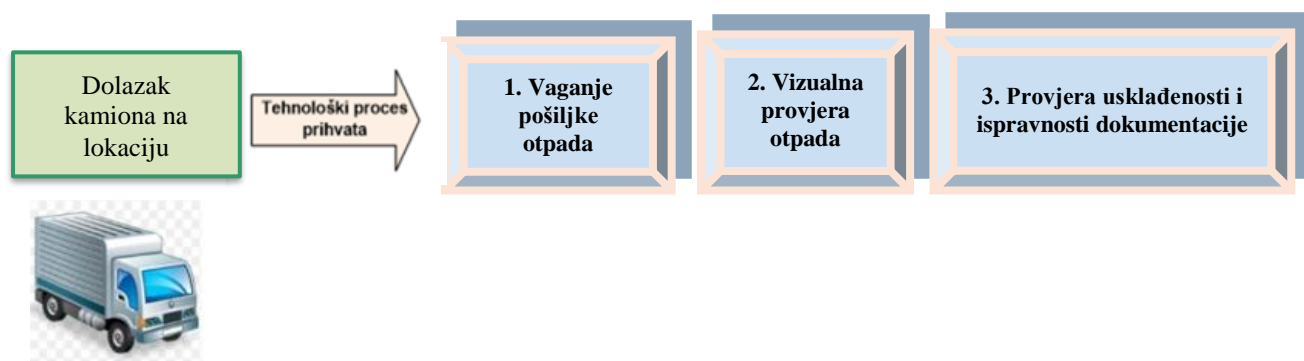 Dolazak
kamiona na
lokaciju
Tehnološki proces
prihvata
1. Vaganje
pošiljke
otpada
2. Vizualna
provjera
otpada
3. Provjera usklađenosti i
ispravnosti dokumentacije